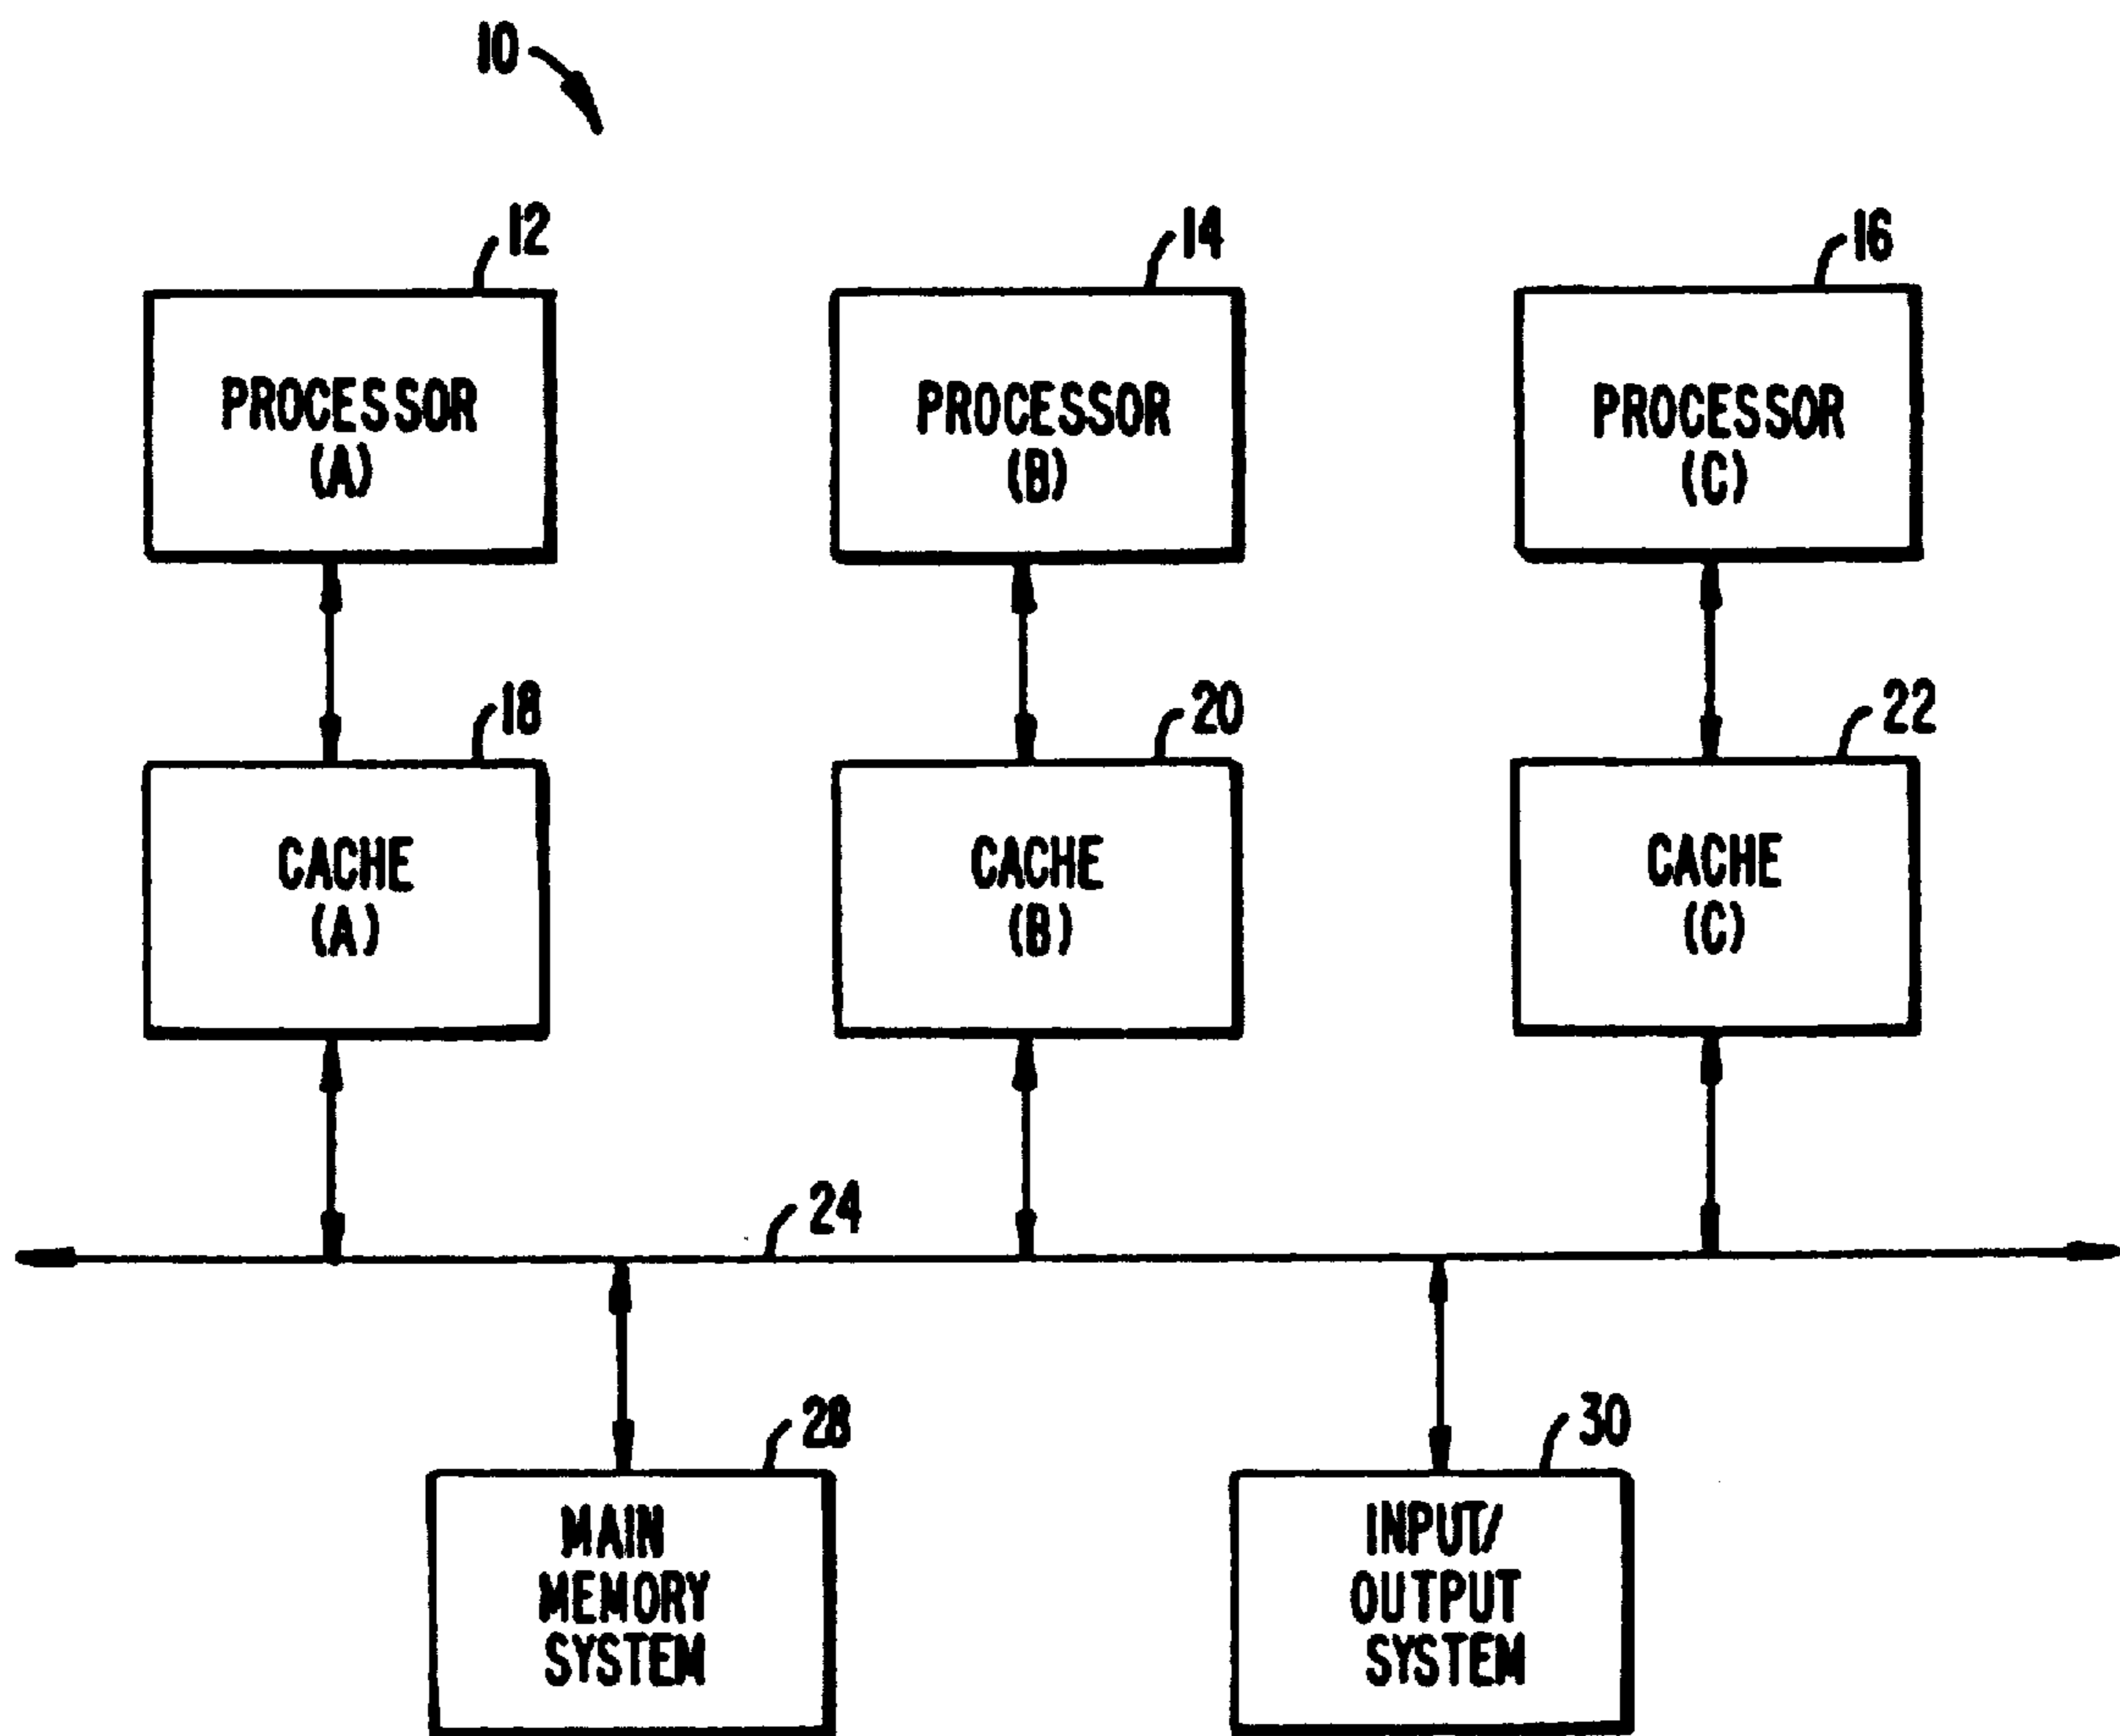 10
12
14
16
PROCESSOR
(A)
PROCESSOR
(B)
PROCESSOR
(C)
18
20
22
CACHE
(A)
CACHE
(B)
CACHE
(C)
24
28
30
MAIN
MEMORY
SYSTEM
INPUT/
OUTPUT
SYSTEM